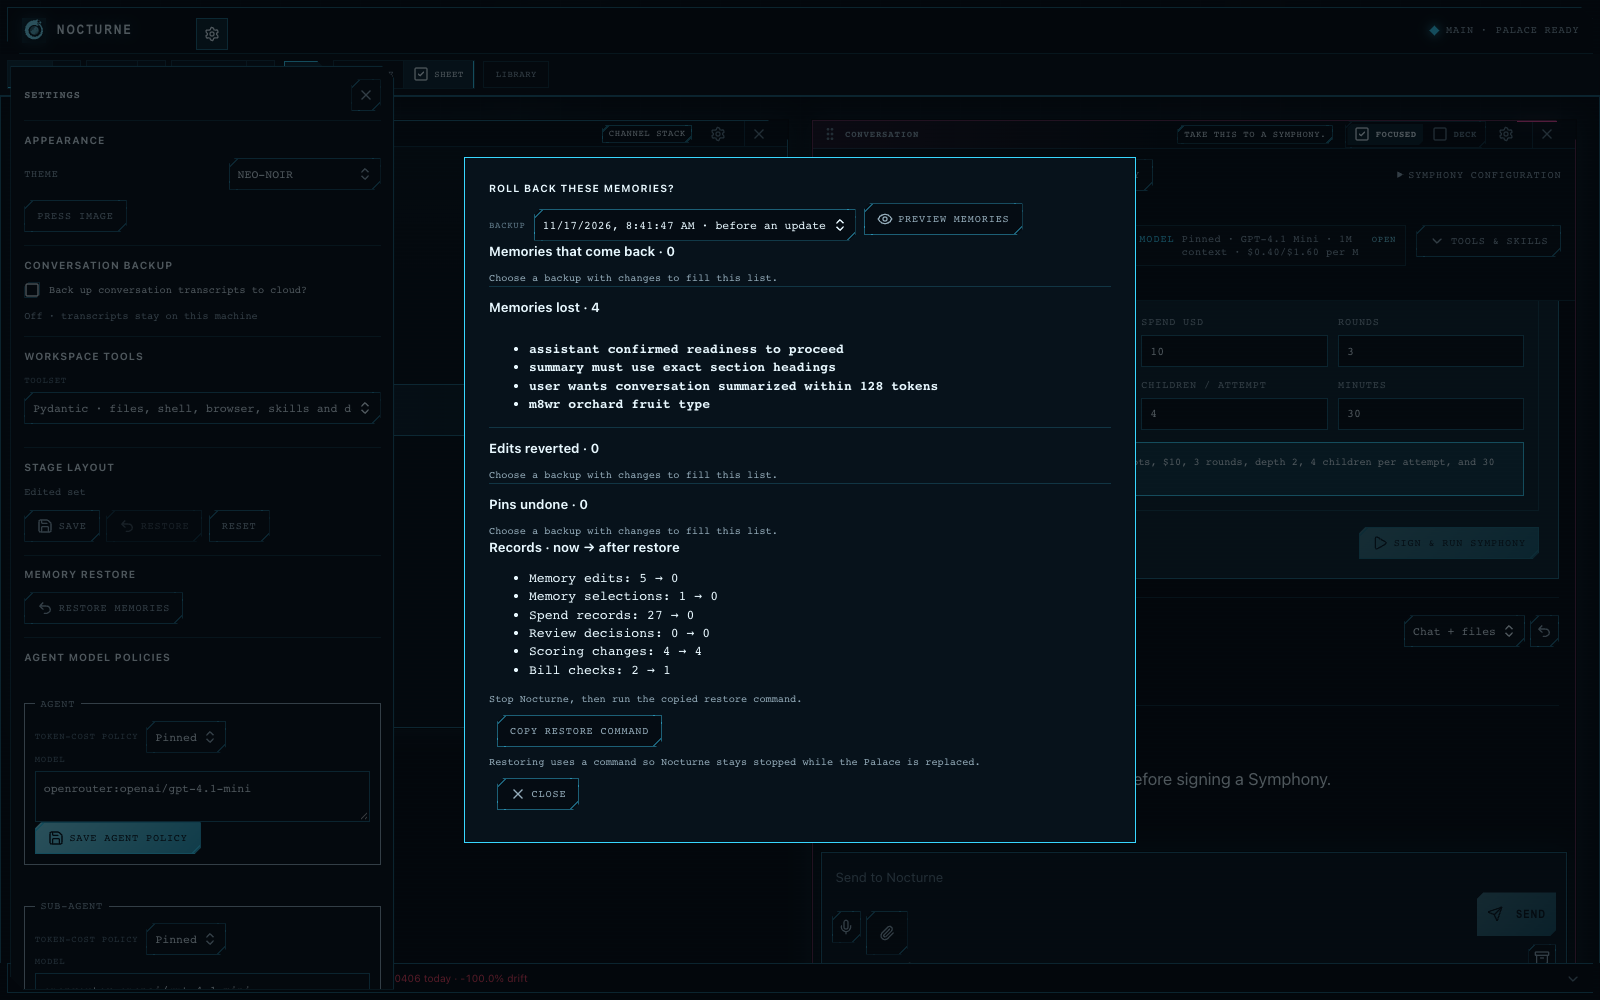 NOCTURNE
MAIN · PALACE READY
SHEET
LIBRARY
SETTINGS
APPEARANCE
THEME
NEO-NOIR
PRESS IMAGE
CONVERSATION BACKUP
Back up conversation transcripts to cloud?
Off · transcripts stay on this machine
WORKSPACE TOOLS
TOOLSET
Pydantic · files, shell, browser, skills and d
STAGE LAYOUT
Edited set
SAVE
RESTORE
RESET
MEMORY RESTORE
RESTORE MEMORIES
AGENT MODEL POLICIES
AGENT
TOKEN-COST POLICY
Pinned
MODEL
openrouter:openai/gpt-4.1-mini
SAVE AGENT POLICY
SUB-AGENT
TOKEN-COST POLICY
Pinned
MODEL
CHANNEL STACK
CONVERSATION
TAKE THIS TO A SYMPHONY.
FOCUSED
DECK
SYMPHONY CONFIGURATION
MODEL Pinned · GPT-4.1 Mini · 1M
context · $0.40/$1.60 per M
OPEN
TOOLS & SKILLS
SPEND USD
ROUNDS
10
3
CHILDREN / ATTEMPT
MINUTES
4
30
ts, $10, 3 rounds, depth 2, 4 children per attempt, and 30
SIGN & RUN SYMPHONY
Chat + files
efore signing a Symphony.
Send to Nocturne
SEND
0406 today · -100.0% drift
ROLL BACK THESE MEMORIES?
BACKUP
11/17/2026, 8:41:47 AM · before an update
PREVIEW MEMORIES
Memories that come back · 0
Choose a backup with changes to fill this list.
Memories lost · 4
• assistant confirmed readiness to proceed
• summary must use exact section headings
• user wants conversation summarized within 128 tokens
• m8wr orchard fruit type
Edits reverted · 0
Choose a backup with changes to fill this list.
Pins undone · 0
Choose a backup with changes to fill this list.
Records · now → after restore
• Memory edits: 5 → 0
• Memory selections: 1 → 0
• Spend records: 27 → 0
• Review decisions: 0 → 0
• Scoring changes: 4 → 4
• Bill checks: 2 → 1
Stop Nocturne, then run the copied restore command.
COPY RESTORE COMMAND
Restoring uses a command so Nocturne stays stopped while the Palace is replaced.
CLOSE